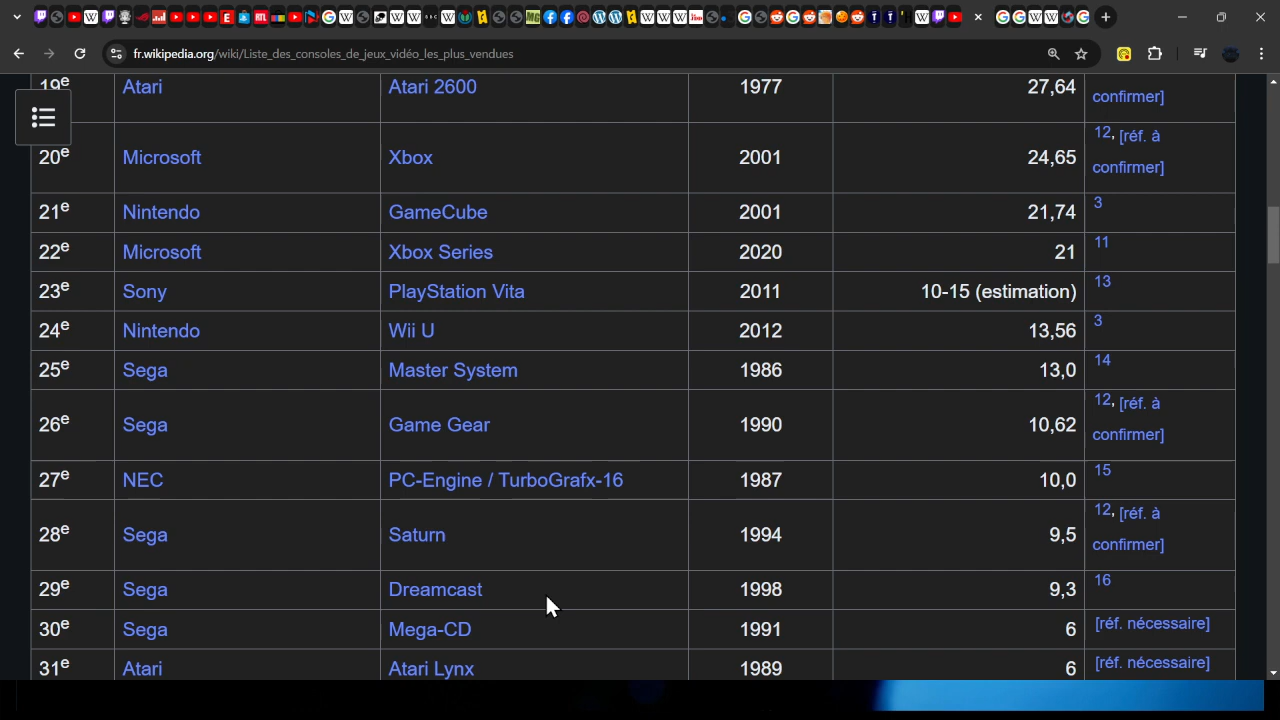 fr.wikipedia.org/wiki/Liste_des_consoles_de_jeux_vidéo_les_plus_vendues
19e Atari Atari 2600 1977 27,64 confirmer]
20e Microsoft Xbox 2001 24,65 12, [réf. à confirmer]
21e Nintendo GameCube 2001 21,74 3
22e Microsoft Xbox Series 2020 21 11
23e Sony PlayStation Vita 2011 10-15 (estimation) 13
24e Nintendo Wii U 2012 13,56 3
25e Sega Master System 1986 13,0 14
26e Sega Game Gear 1990 10,62 12, [réf. à confirmer]
27e NEC PC-Engine / TurboGrafx-16 1987 10,0 15
28e Sega Saturn 1994 9,5 12, [réf. à confirmer]
29e Sega Dreamcast 1998 9,3 16
30e Sega Mega-CD 1991 6 [réf. nécessaire]
31e Atari Atari Lynx 1989 6 [réf. nécessaire]